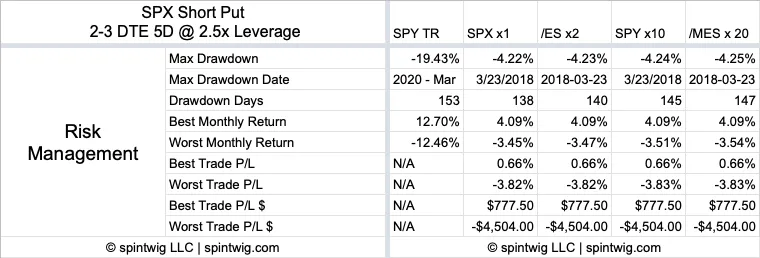 SPX Short Put
2-3 DTE 5D @ 2.5x Leverage
SPY TR SPX x1 /ES x2 SPY x10 /MES x 20
Risk Management
Max Drawdown -19.43% -4.22% -4.23% -4.24% -4.25%
Max Drawdown Date 2020 - Mar 3/23/2018 2018-03-23 3/23/2018 2018-03-23
Drawdown Days 153 138 140 145 147
Best Monthly Return 12.70% 4.09% 4.09% 4.09% 4.09%
Worst Monthly Return -12.46% -3.45% -3.47% -3.51% -3.54%
Best Trade P/L N/A 0.66% 0.66% 0.66% 0.66%
Worst Trade P/L N/A -3.82% -3.82% -3.83% -3.83%
Best Trade P/L $ N/A $777.50 $777.50 $777.50 $777.50
Worst Trade P/L $ N/A -$4,504.00 -$4,504.00 -$4,504.00 -$4,504.00
© spintwig LLC | spintwig.com © spintwig LLC | spintwig.com